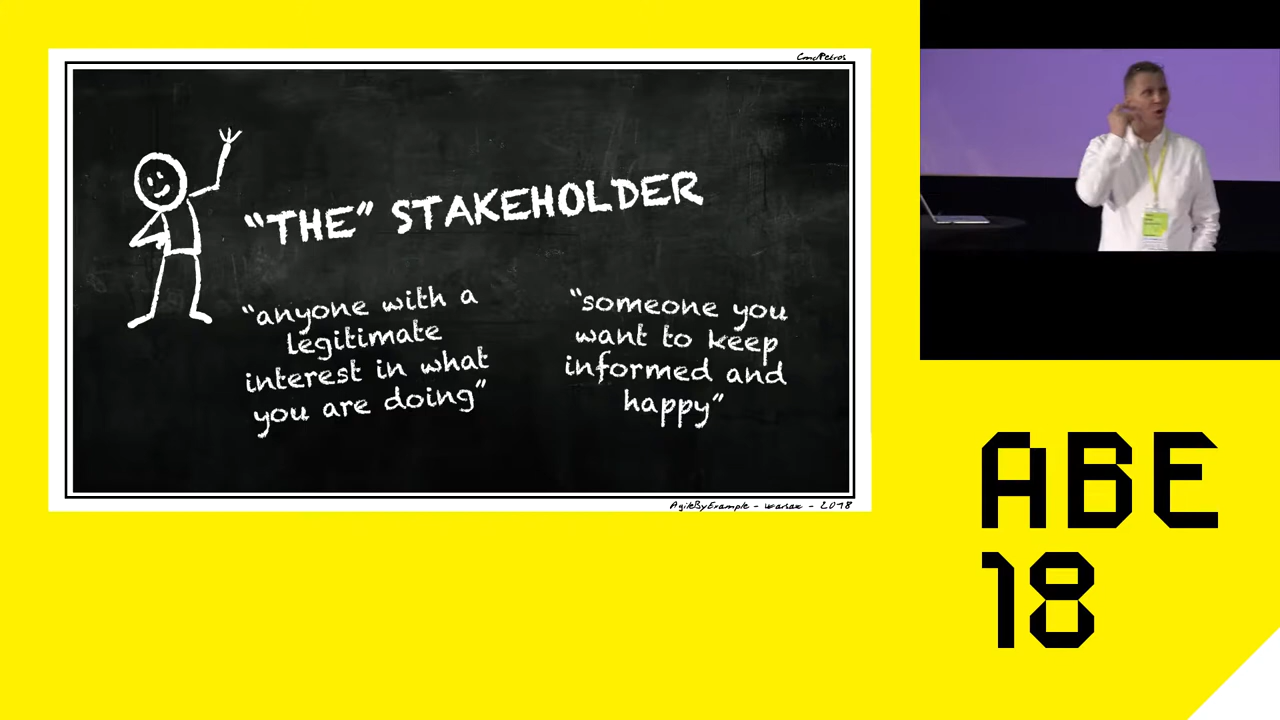 CmdPetros
"THE" STAKEHOLDER
"anyone with a
legitimate
interest in what
you are doing"
"someone you
want to keep
informed and
happy"
AgileByExample - Warsaw - 2018
ABE
18